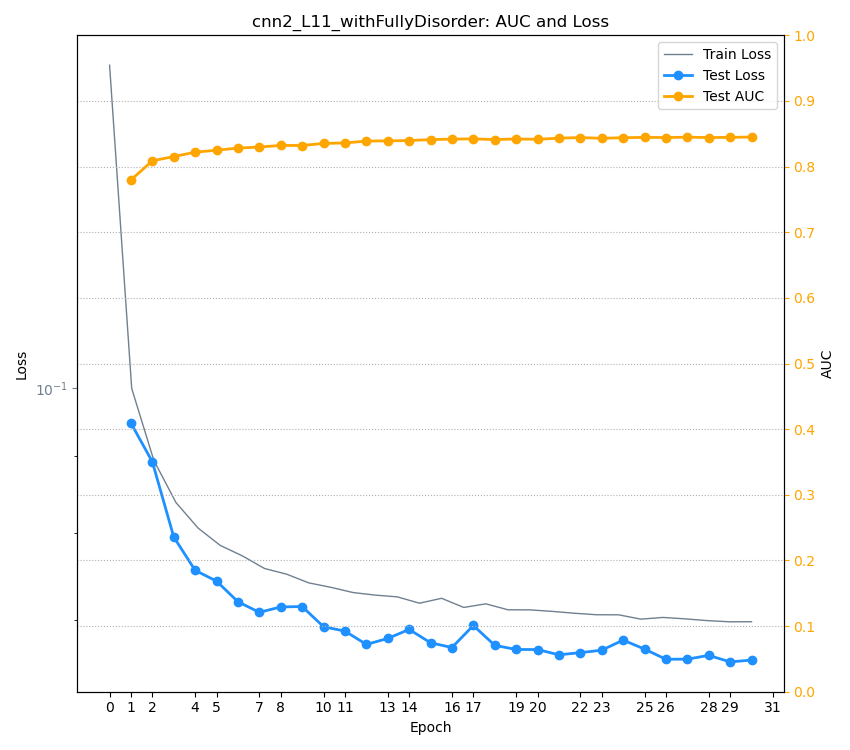 cnn2_L11_withFullyDisorder: AUC and Loss
Train Loss
Test Loss
Test AUC
Loss
10⁻¹
1.0
0.9
0.8
0.7
0.6
0.5
0.4
0.3
0.2
0.1
0.0
AUC
0 1 2 4 5 7 8 10 11 13 14 16 17 19 20 22 23 25 26 28 29 31
Epoch